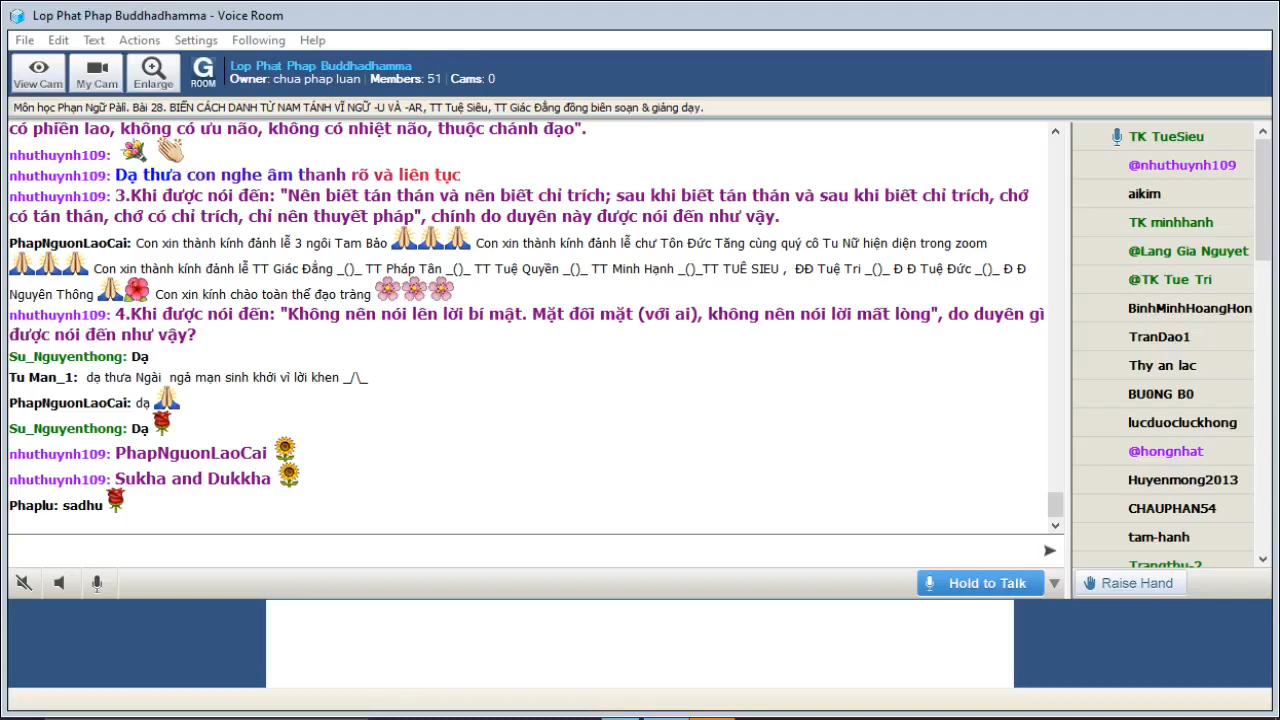 Lop Phat Phap Buddhadhamma - Voice Room
File Edit Text Actions Settings Following Help
View Cam My Cam Enlarge G ROOM
Lop Phat Phap Buddhadhamma
Owner: chua phap luan | Members: 51 | Cams: 0
Môn học Phạn Ngữ Pāli. Bài 28. BIẾN CÁCH DANH TỪ NAM TÁNH VĨ NGỮ -U VÀ -AR, TT Tuệ Siêu, TT Giác Đẳng đồng biên soạn & giảng dạy.
có phiền lao, không có ưu não, không có nhiệt não, thuộc chánh đạo".
nhuthuynh109:
nhuthuynh109: Dạ thưa con nghe âm thanh rõ và liên tục
nhuthuynh109: 3.Khi được nói đến: "Nên biết tán thán và nên biết chỉ trích; sau khi biết tán thán và sau khi biết chỉ trích, chớ
có tán thán, chớ có chỉ trích, chỉ nên thuyết pháp", chính do duyên này được nói đến như vậy.
PhapNguonLaoCai: Con xin thành kính đảnh lễ 3 ngôi Tam Bảo Con xin thành kính đảnh lễ chư Tôn Đức Tăng cùng quý cô Tu Nữ hiện diện trong zoom
Con xin thành kính đảnh lễ TT Giác Đẳng _()_ TT Pháp Tân _()_ TT Tuệ Quyền _()_ TT Minh Hạnh _()_TT TUÊ SIEU , ĐĐ Tuệ Tri _()_ Đ Đ Tuệ Đức _()_ Đ Đ
Nguyên Thông Con xin kính chào toàn thể đạo tràng
nhuthuynh109: 4.Khi được nói đến: "Không nên nói lên lời bí mật. Mặt đối mặt (với ai), không nên nói lời mất lòng", do duyên gì
được nói đến như vậy?
Su_Nguyenthong: Dạ
Tu Man_1: dạ thưa Ngài ngả mạn sinh khởi vì lời khen _/\_
PhapNguonLaoCai: dạ
Su_Nguyenthong: Dạ
nhuthuynh109: PhapNguonLaoCai
nhuthuynh109: Sukha and Dukkha
Phaplu: sadhu
TK TueSieu
@nhuthuynh109
aikim
TK minhhanh
@Lang Gia Nguyet
@TK Tue Tri
BinhMinhHoangHon
TranDao1
Thy an lac
BU0NG B0
lucduocluckhong
@hongnhat
Huyenmong2013
CHAUPHAN54
tam-hanh
Trangthu-2
Hold to Talk
Raise Hand